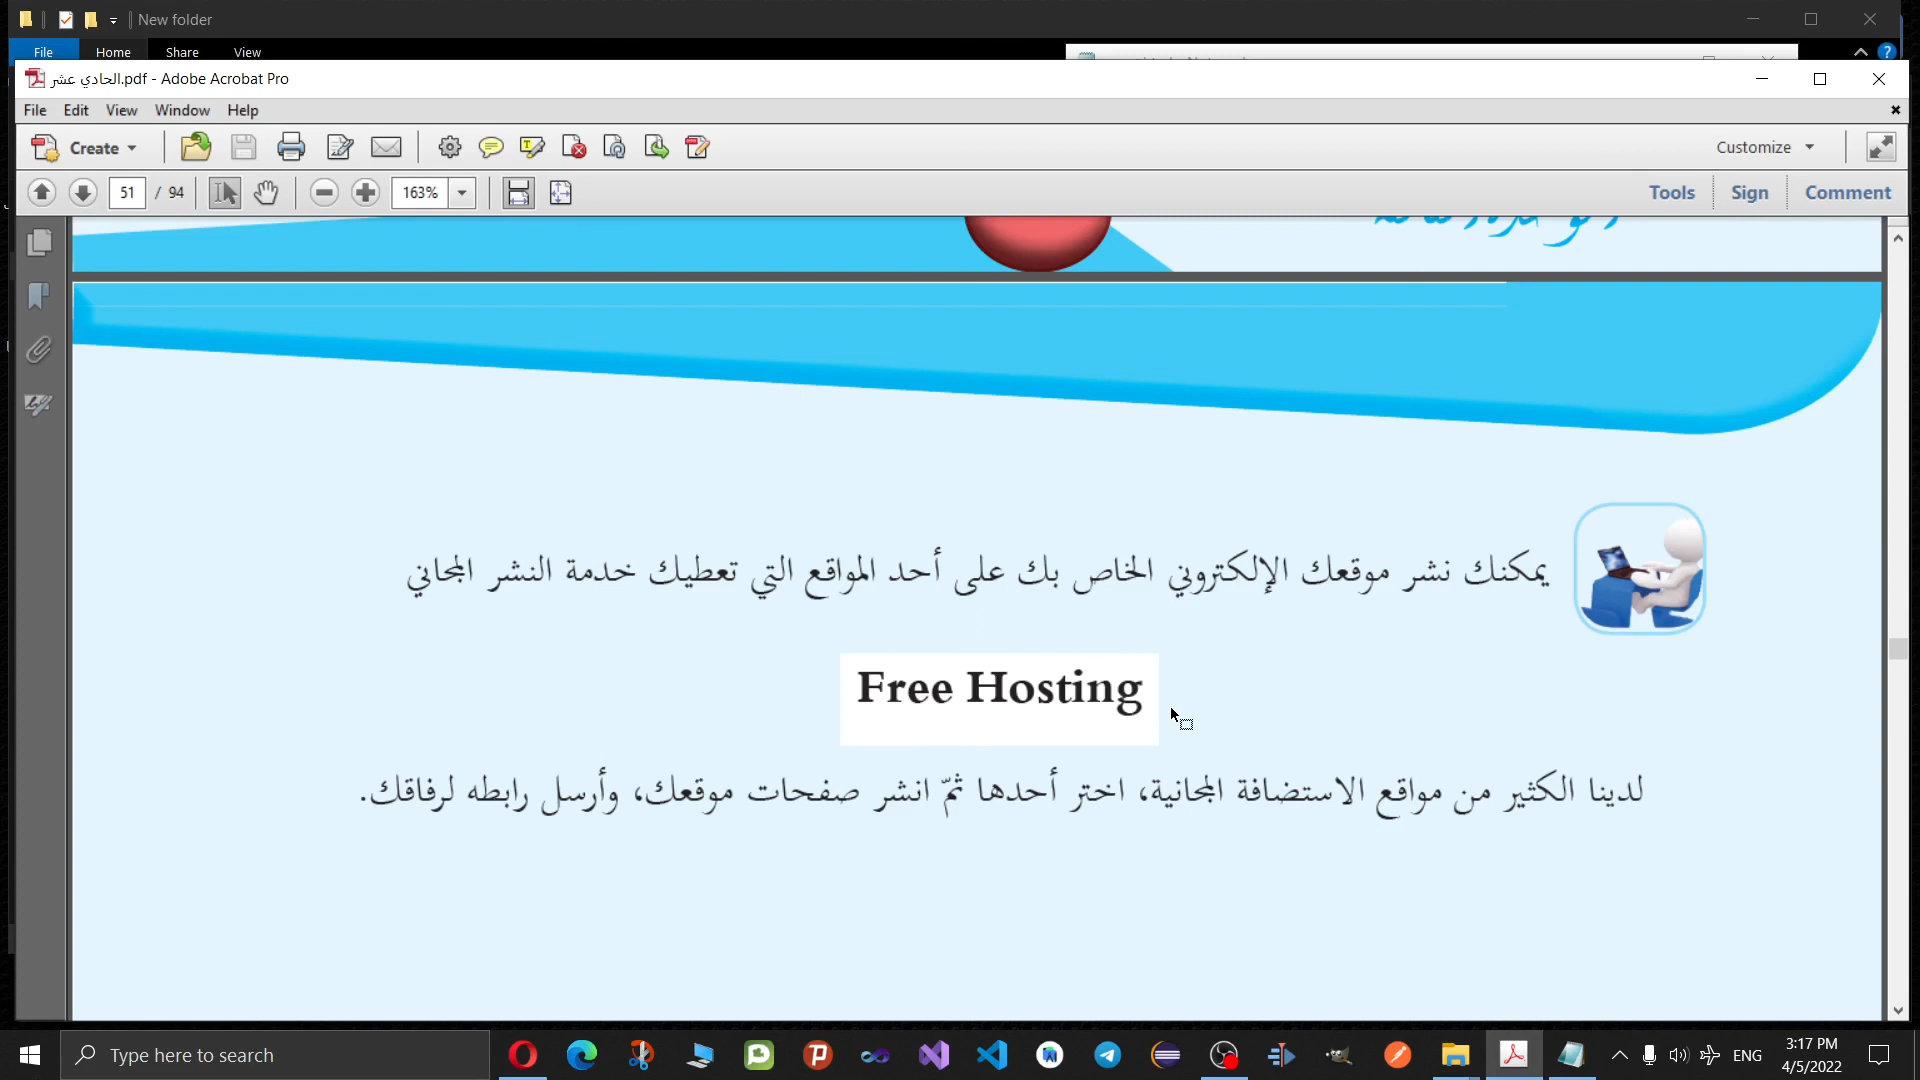 New folder
File Home Share View
الحادي عشر.pdf - Adobe Acrobat Pro
File Edit View Window Help
Create Customize
51 / 94 163% Tools Sign Comment
يمكنك نشر موقعك الإلكتروني الخاص بك على أحد المواقع التي تعطيك خدمة النشر المجاني
Free Hosting
لدينا الكثير من مواقع الاستضافة المجانية، اختر أحدها ثمّ انشر صفحات موقعك، وأرسل رابطه لرفاقك.
Type here to search
ENG
3:17 PM
4/5/2022